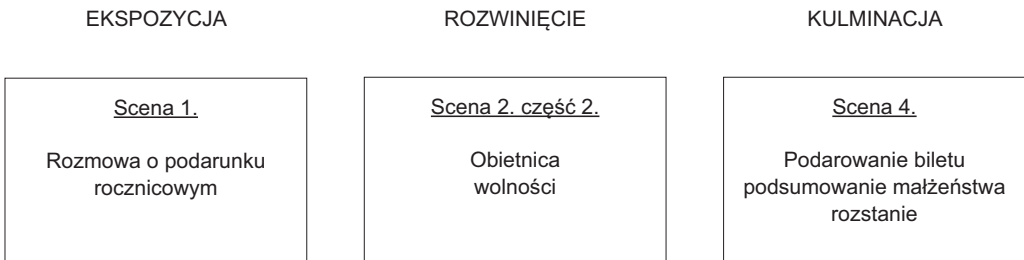 EKSPOZYCJA
ROZWINIĘCIE
KULMINACJA
Scena 1.
Rozmowa o podarunku
rocznicowym
Scena 2. część 2.
Obietnica
wolności
Scena 4.
Podarowanie biletu
podsumowanie małżeństwa
rozstanie